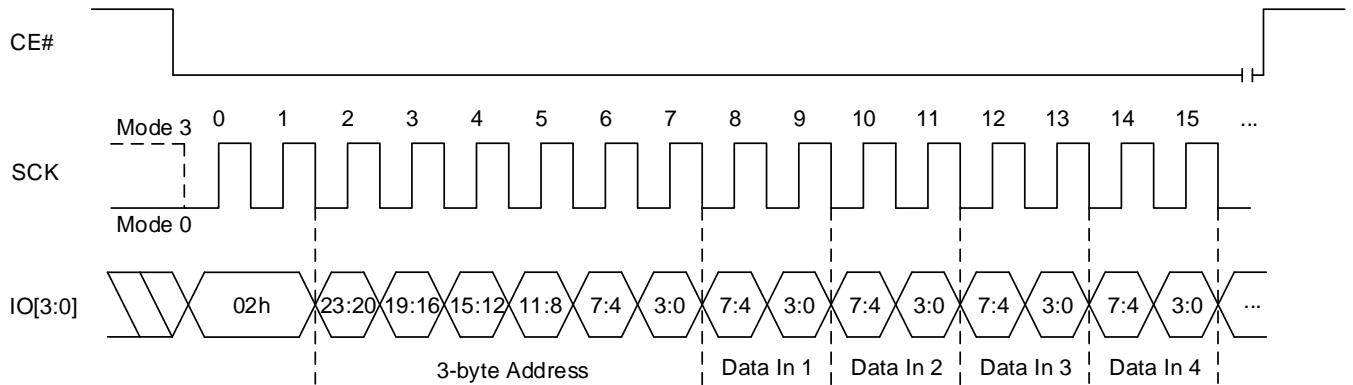 CE#
Mode 3 0 1 2 3 4 5 6 7 8 9 10 11 12 13 14 15 ...
SCK
Mode 0
IO[3:0] 02h 23:20 19:16 15:12 11:8 7:4 3:0 7:4 3:0 7:4 3:0 7:4 3:0 7:4 3:0 ...
3-byte Address Data In 1 Data In 2 Data In 3 Data In 4